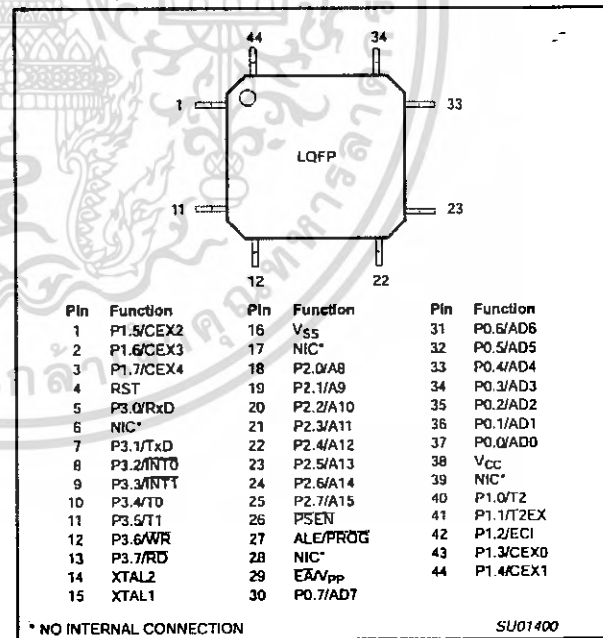 44 34
1 33
LQFP
11 23
12 22
Pin Function Pin Function Pin Function
1 P1.5/CEX2 16 VSS 31 P0.6/AD6
2 P1.6/CEX3 17 NIC* 32 P0.5/AD5
3 P1.7/CEX4 18 P2.0/A8 33 P0.4/AD4
4 RST 19 P2.1/A9 34 P0.3/AD3
5 P3.0/RxD 20 P2.2/A10 35 P0.2/AD2
6 NIC* 21 P2.3/A11 36 P0.1/AD1
7 P3.1/TxD 22 P2.4/A12 37 P0.0/AD0
8 P3.2/I̅N̅T̅0̅ 23 P2.5/A13 38 VCC
9 P3.3/I̅N̅T̅1̅ 24 P2.6/A14 39 NIC*
10 P3.4/T0 25 P2.7/A15 40 P1.0/T2
11 P3.5/T1 26 P̅S̅E̅N̅ 41 P1.1/T2EX
12 P3.6/W̅R̅ 27 ALE/P̅R̅O̅G̅ 42 P1.2/ECI
13 P3.7/R̅D̅ 28 NIC* 43 P1.3/CEX0
14 XTAL2 29 E̅A̅/VPP 44 P1.4/CEX1
15 XTAL1 30 P0.7/AD7
* NO INTERNAL CONNECTION SU01400